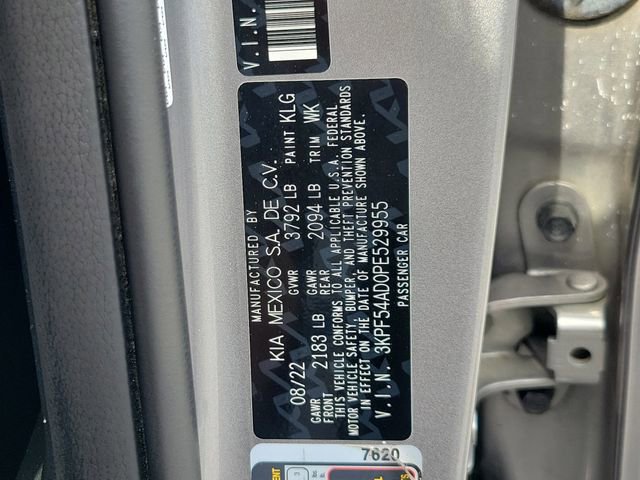 V.I.N.
MANUFACTURED BY
KIA MEXICO S.A. DE C.V.
08/22 GVWR 3792 LB PAINT KLG
GAWR FRONT 2183 LB GAWR REAR 2094 LB TRIM WK
THIS VEHICLE CONFORMS TO ALL APPLICABLE U.S.A. FEDERAL
MOTOR VEHICLE SAFETY, BUMPER, AND THEFT PREVENTION STANDARDS
IN EFFECT ON THE DATE OF MANUFACTURE SHOWN ABOVE.
V.I.N. 3KPF54AD0PE529955
PASSENGER CAR
7620